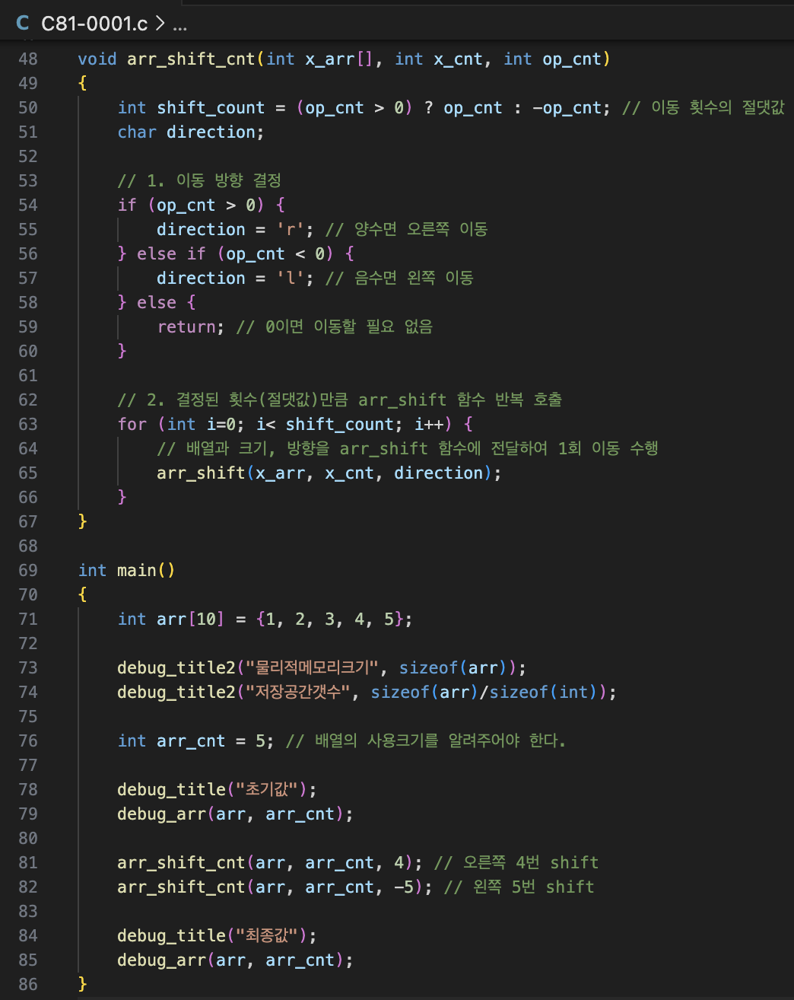 C C81-0001.c > ...
48 void arr_shift_cnt(int x_arr[], int x_cnt, int op_cnt)
49 {
50 int shift_count = (op_cnt > 0) ? op_cnt : -op_cnt; // 이동 횟수의 절댓값
51 char direction;
52
53 // 1. 이동 방향 결정
54 if (op_cnt > 0) {
55 direction = 'r'; // 양수면 오른쪽 이동
56 } else if (op_cnt < 0) {
57 direction = 'l'; // 음수면 왼쪽 이동
58 } else {
59 return; // 0이면 이동할 필요 없음
60 }
61
62 // 2. 결정된 횟수(절댓값)만큼 arr_shift 함수 반복 호출
63 for (int i=0; i< shift_count; i++) {
64 // 배열과 크기, 방향을 arr_shift 함수에 전달하여 1회 이동 수행
65 arr_shift(x_arr, x_cnt, direction);
66 }
67 }
68
69 int main()
70 {
71 int arr[10] = {1, 2, 3, 4, 5};
72
73 debug_title2("물리적메모리크기", sizeof(arr));
74 debug_title2("저장공간갯수", sizeof(arr)/sizeof(int));
75
76 int arr_cnt = 5; // 배열의 사용크기를 알려주어야 한다.
77
78 debug_title("초기값");
79 debug_arr(arr, arr_cnt);
80
81 arr_shift_cnt(arr, arr_cnt, 4); // 오른쪽 4번 shift
82 arr_shift_cnt(arr, arr_cnt, -5); // 왼쪽 5번 shift
83
84 debug_title("최종값");
85 debug_arr(arr, arr_cnt);
86 }